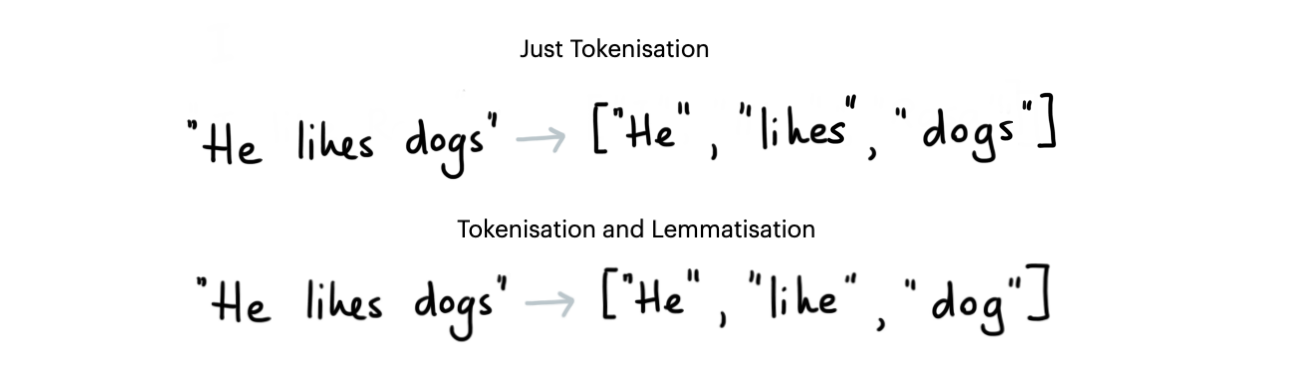 Just Tokenisation
"He likes dogs" → ["He", "likes", "dogs"]
Tokenisation and Lemmatisation
"He likes dogs" → ["He", "like", "dog"]